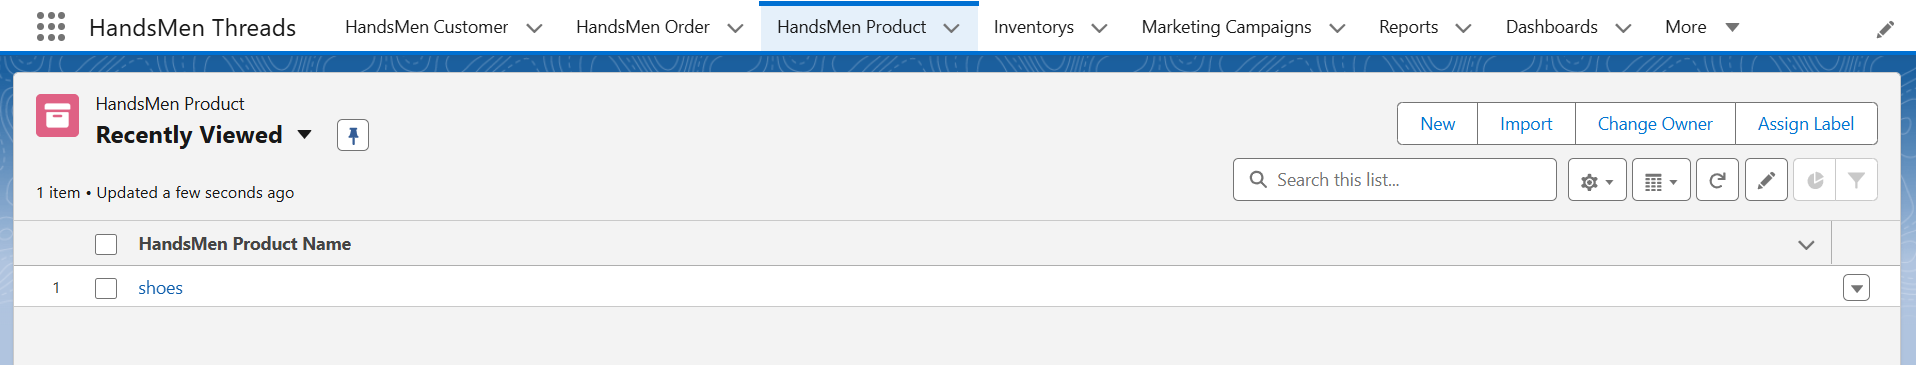 HandsMen Threads HandsMen Customer HandsMen Order HandsMen Product Inventorys Marketing Campaigns Reports Dashboards More
HandsMen Product
Recently Viewed
New Import Change Owner Assign Label
Search this list...
1 item • Updated a few seconds ago
HandsMen Product Name
1 shoes